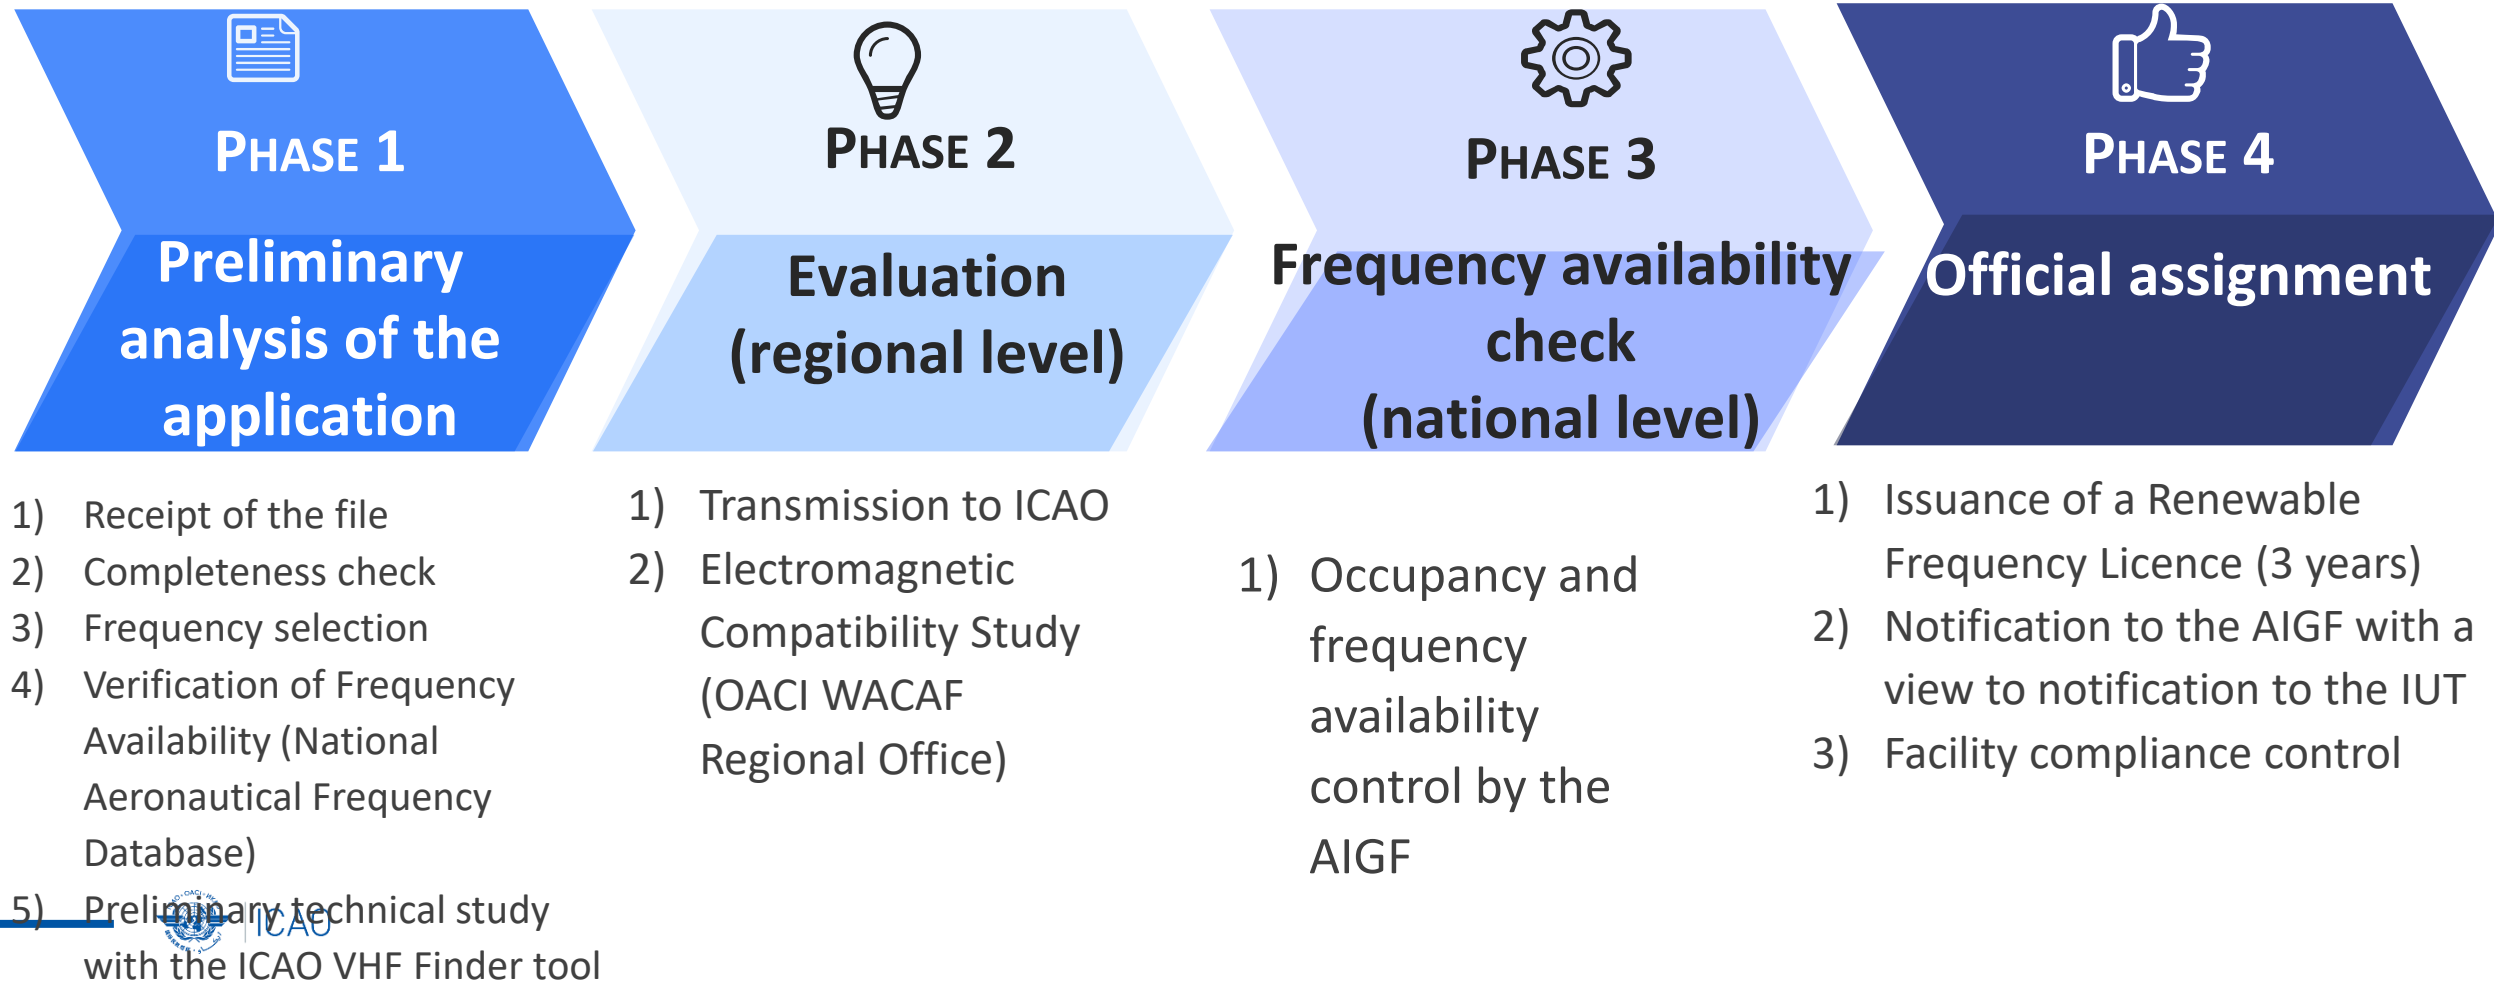 PHASE 1
Preliminary
analysis of the
application
1) Receipt of the file
2) Completeness check
3) Frequency selection
4) Verification of Frequency
Availability (National
Aeronautical Frequency
Database)
5) Preliminary technical study
with the ICAO VHF Finder tool
PHASE 2
Evaluation
(regional level)
1) Transmission to ICAO
2) Electromagnetic
Compatibility Study
(OACI WACAF
Regional Office)
PHASE 3
Frequency availability
check
(national level)
1) Occupancy and
frequency
availability
control by the
AIGF
PHASE 4
Official assignment
1) Issuance of a Renewable
Frequency Licence (3 years)
2) Notification to the AIGF with a
view to notification to the IUT
3) Facility compliance control
ICAO